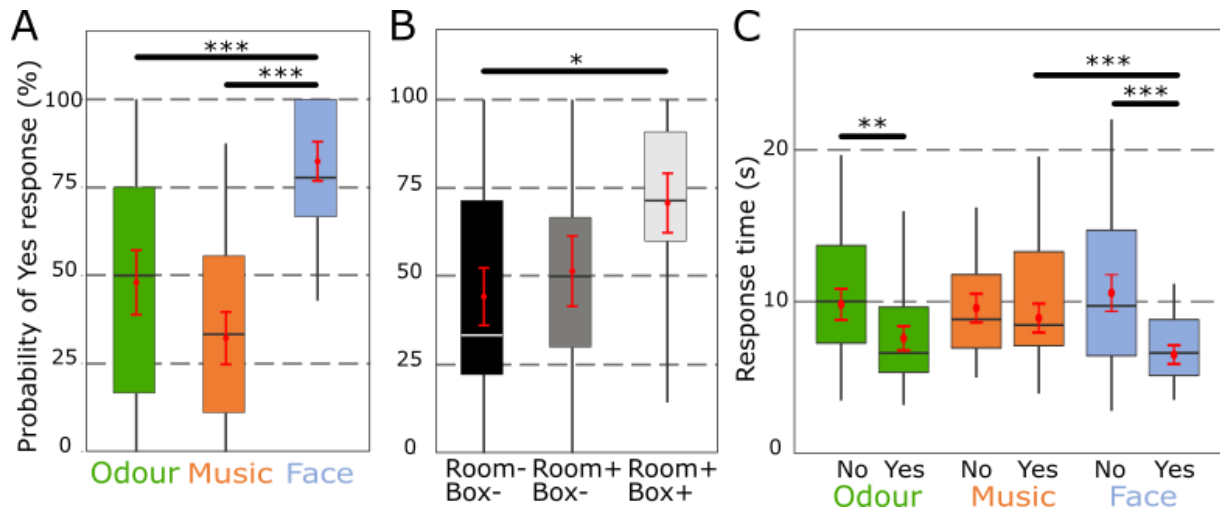 A
Probability of Yes response (%)
100
75
50
25
0
***
***
Odour Music Face
B
100
75
50
25
0
*
Room- Room+ Room+
Box- Box- Box+
C
Response time (s)
20
10
0
***
***
**
No Yes No Yes No Yes
Odour Music Face